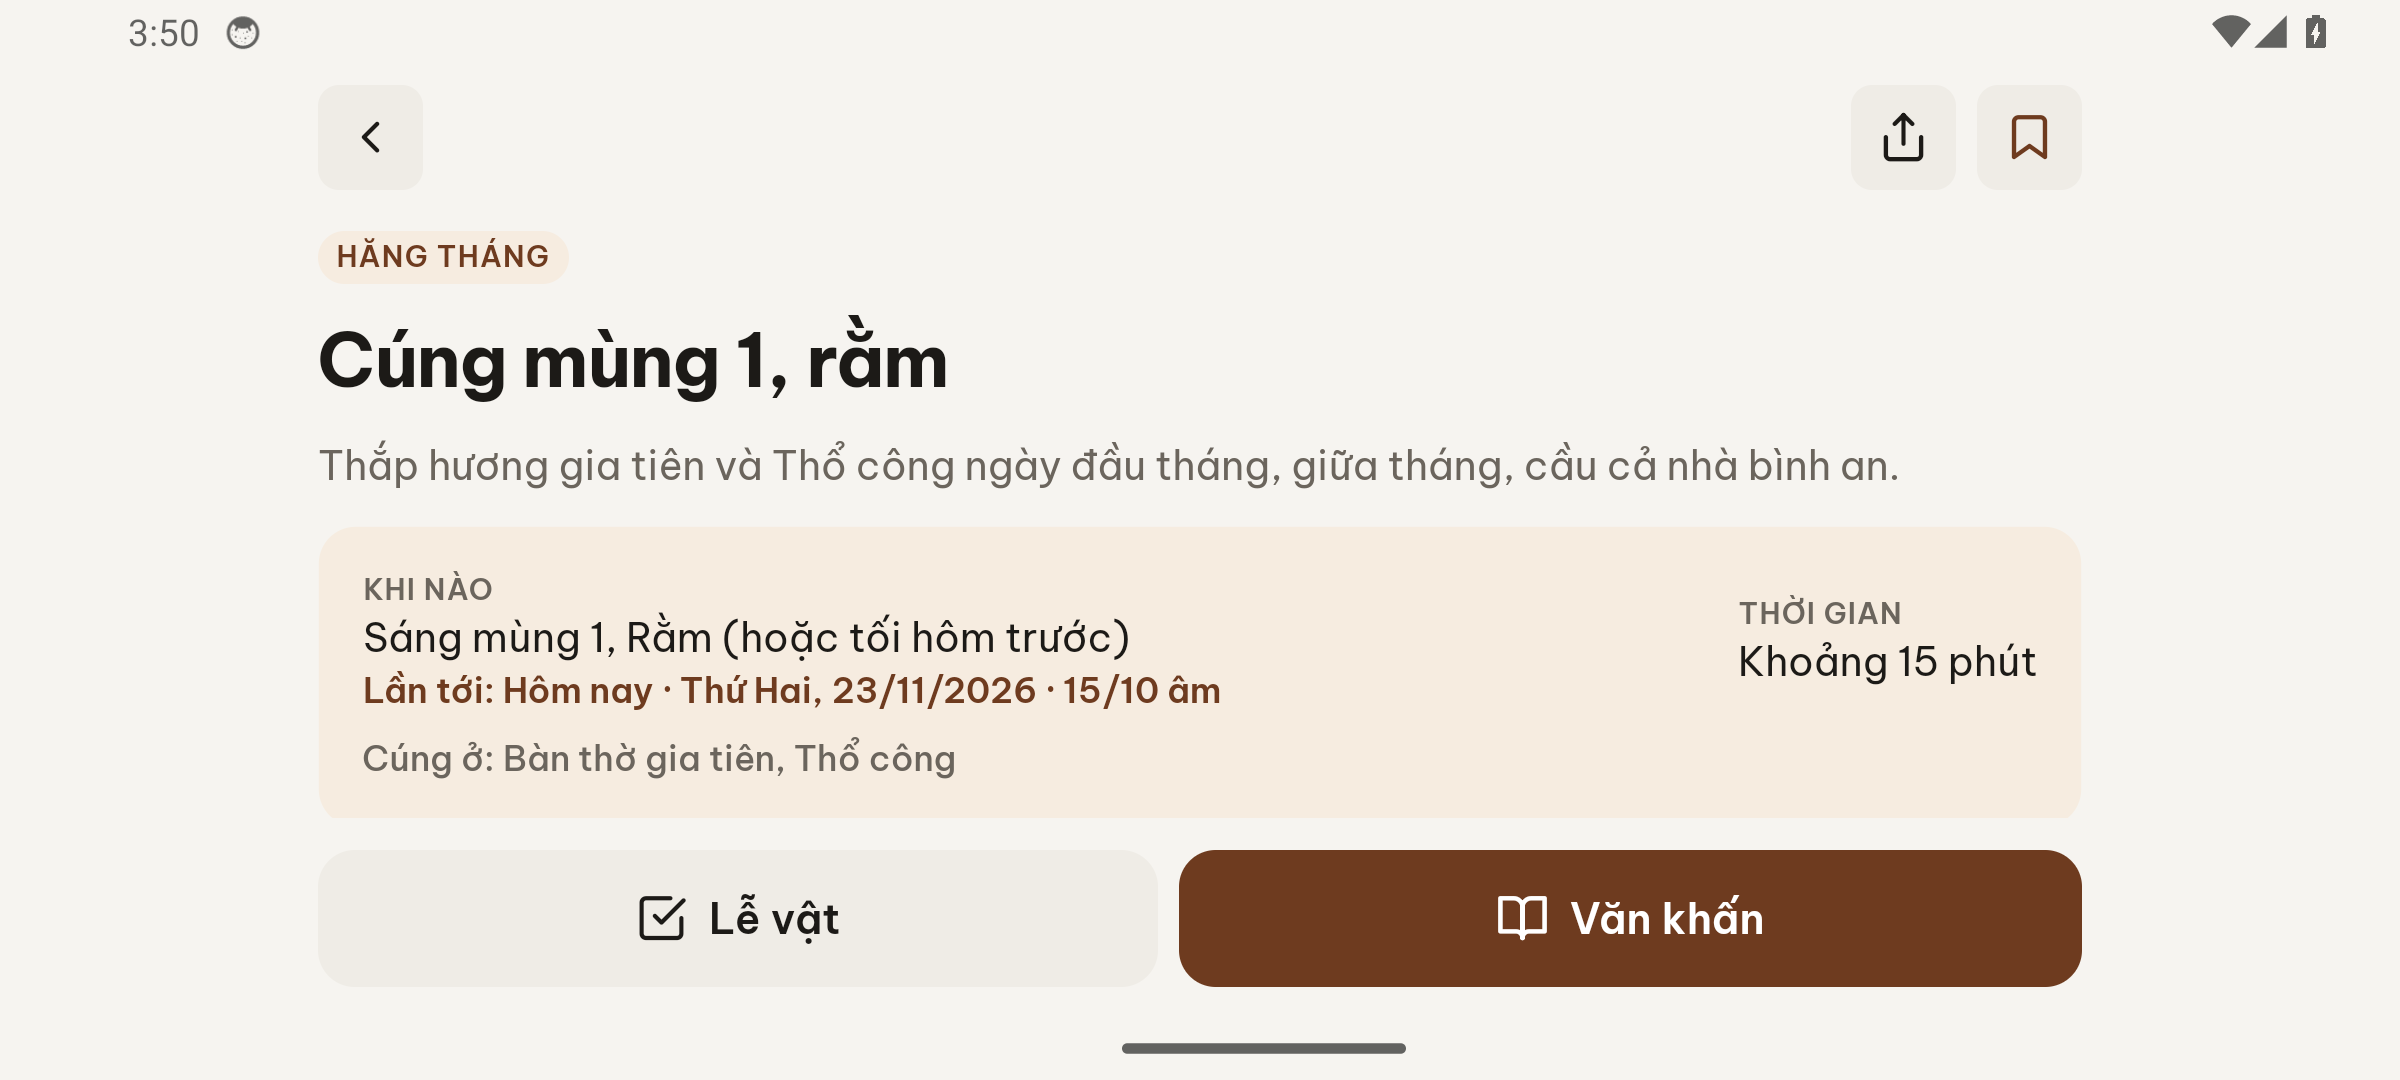 3:50
HẰNG THÁNG
Cúng mùng 1, rằm
Thắp hương gia tiên và Thổ công ngày đầu tháng, giữa tháng, cầu cả nhà bình an.
KHI NÀO
Sáng mùng 1, Rằm (hoặc tối hôm trước)
Lần tới: Hôm nay · Thứ Hai, 23/11/2026 · 15/10 âm
THỜI GIAN
Khoảng 15 phút
Cúng ở: Bàn thờ gia tiên, Thổ công
Lễ vật
Văn khấn